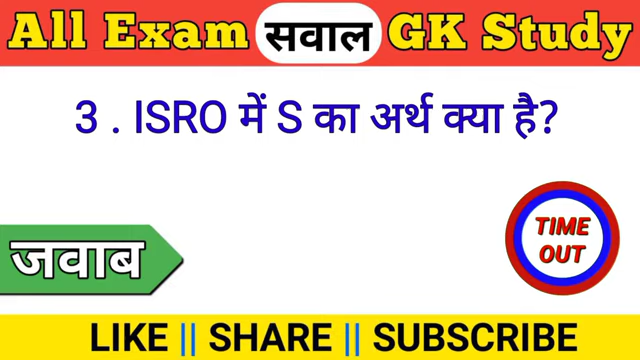 All Exam सवाल GK Study
3 . ISRO में S का अर्थ क्या है?
TIME
OUT
जवाब
LIKE || SHARE || SUBSCRIBE